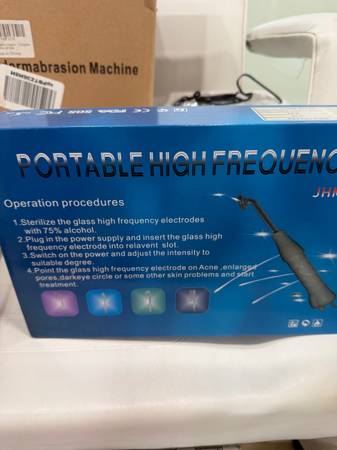 dermabrasion Machine
PORTABLE HIGH FREQUENC
JHM
Operation procedures
1.Sterilize the glass high frequency electrodes
with 75% alcohol.
2.Plug in the power supply and insert the glass high
frequency electrode into relavent slot.
3.Switch on the power and adjust the intensity to
suitable degree.
4.Point the glass high frequency electrode on Acne ,enlarged
pores,darkeye circle or some other skin problems and start
treatment.